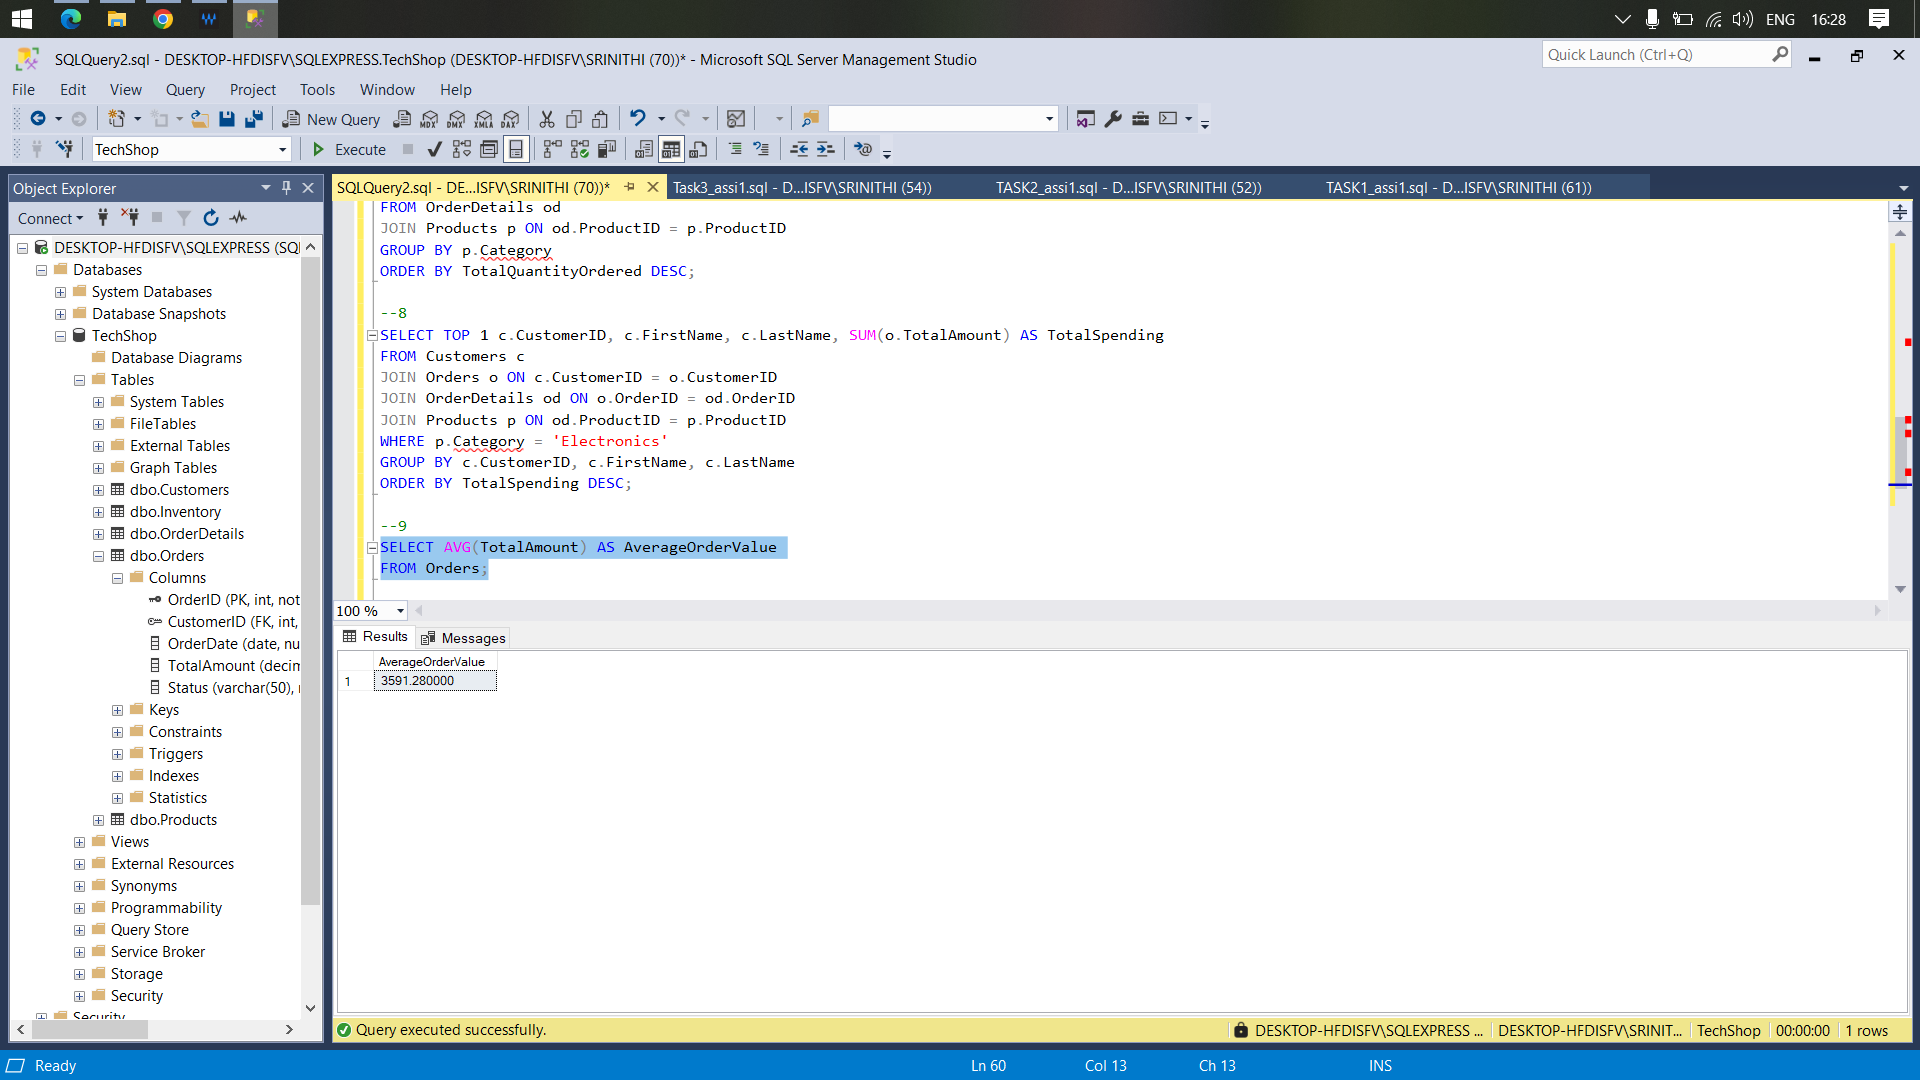 ENG 16:28
SQLQuery2.sql - DESKTOP-HFDISFV\SQLEXPRESS.TechShop (DESKTOP-HFDISFV\SRINITHI (70))* - Microsoft SQL Server Management Studio
Quick Launch (Ctrl+Q)
File Edit View Query Project Tools Window Help
New Query MDX DMX XMLA DAX
TechShop Execute
Object Explorer
Connect
DESKTOP-HFDISFV\SQLEXPRESS (SQL
Databases
System Databases
Database Snapshots
TechShop
Database Diagrams
Tables
System Tables
FileTables
External Tables
Graph Tables
dbo.Customers
dbo.Inventory
dbo.OrderDetails
dbo.Orders
Columns
OrderID (PK, int, not
CustomerID (FK, int,
OrderDate (date, nu
TotalAmount (decim
Status (varchar(50), n
Keys
Constraints
Triggers
Indexes
Statistics
dbo.Products
Views
External Resources
Synonyms
Programmability
Query Store
Service Broker
Storage
Security
Security
SQLQuery2.sql - DE...ISFV\SRINITHI (70))* Task3_assi1.sql - D...ISFV\SRINITHI (54)) TASK2_assi1.sql - D...ISFV\SRINITHI (52)) TASK1_assi1.sql - D...ISFV\SRINITHI (61))
FROM OrderDetails od
JOIN Products p ON od.ProductID = p.ProductID
GROUP BY p.Category
ORDER BY TotalQuantityOrdered DESC;
--8
SELECT TOP 1 c.CustomerID, c.FirstName, c.LastName, SUM(o.TotalAmount) AS TotalSpending
FROM Customers c
JOIN Orders o ON c.CustomerID = o.CustomerID
JOIN OrderDetails od ON o.OrderID = od.OrderID
JOIN Products p ON od.ProductID = p.ProductID
WHERE p.Category = 'Electronics'
GROUP BY c.CustomerID, c.FirstName, c.LastName
ORDER BY TotalSpending DESC;
--9
SELECT AVG(TotalAmount) AS AverageOrderValue
FROM Orders;
100 %
Results Messages
AverageOrderValue
1 3591.280000
Query executed successfully. DESKTOP-HFDISFV\SQLEXPRESS ... DESKTOP-HFDISFV\SRINIT... TechShop 00:00:00 1 rows
Ready Ln 60 Col 13 Ch 13 INS